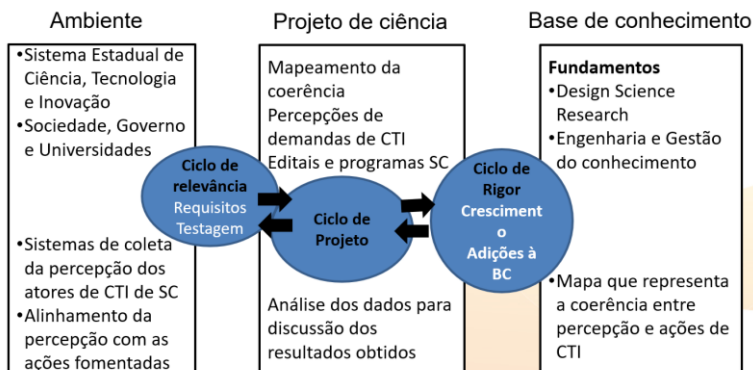 Ambiente
Projeto de ciência
Base de conhecimento
•Sistema Estadual de
Ciência, Tecnologia
e Inovação
•Sociedade, Governo
e Universidades
•Sistemas de coleta
da percepção dos
atores de CTI de SC
•Alinhamento da
percepção com as
ações fomentadas
Ciclo de
relevância
Requisitos
Testagem
Mapeamento da
coerência
Percepções de
demandas de CTI
Editais e programas SC
Ciclo de
Projeto
Análise dos dados para
discussão dos
resultados obtidos
Ciclo de
Rigor
Cresciment
o
Adições à
BC
Fundamentos
•Design Science
Research
•Engenharia e Gestão
do conhecimento
•Mapa que representa
a coerência entre
percepção e ações de
CTI